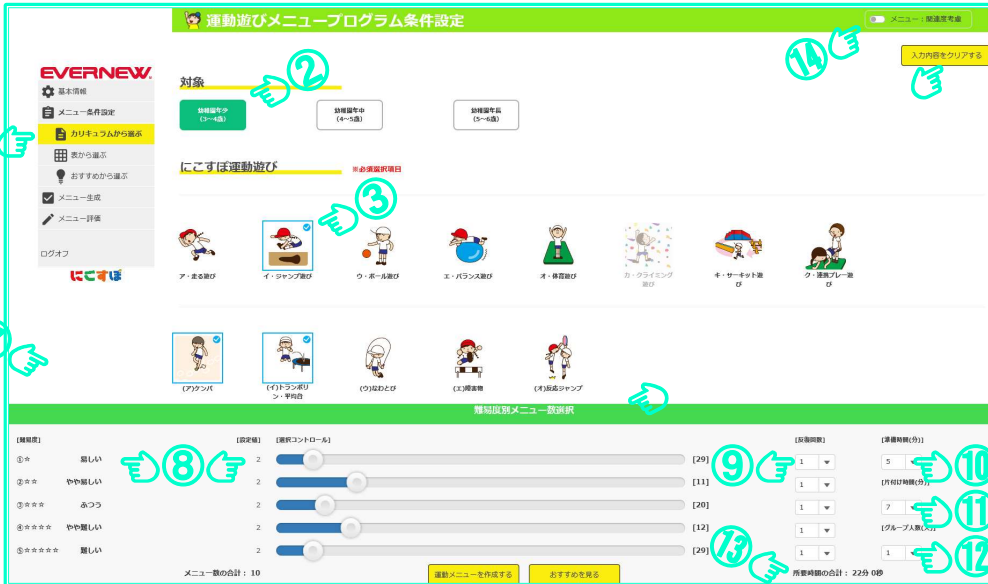 運動遊びメニュープログラム条件設定
メニュー：関連度考慮
⑭
入力内容をクリアする
EVERNEW.
基本情報
メニュー条件設定
カリキュラムから選ぶ
表から選ぶ
おすすめから選ぶ
メニュー生成
メニュー評価
ログオフ
にこすぽ
対象
②
幼稚園年少
(3〜4歳)
幼稚園年中
(4〜5歳)
幼稚園年長
(5〜6歳)
にこすぽ運動遊び
※必須選択項目
③
ア・走る遊び
イ・ジャンプ遊び
ウ・ボール遊び
エ・バランス遊び
オ・体育遊び
カ・クライミング
遊び
キ・サーキット遊
び
ク・連携プレー遊
び
(ア)ケンパ
(イ)トランポリ
ン・平均台
(ウ)なわとび
(エ)障害物
(オ)反応ジャンプ
難易度別メニュー数選択
[難易度]
[設定値]
[選択コントロール]
[反復回数]
[準備時間(分)]
①☆ 易しい
⑧
2
[29]
⑨
1
5
⑩
②☆☆ やや易しい
2
[11]
1
[片付け時間(分)]
③☆☆☆ ふつう
2
[20]
1
7
⑪
④☆☆☆☆ やや難しい
2
[12]
1
[グループ人数(人)]
⑤☆☆☆☆☆ 難しい
2
[29]
⑬
1
1
⑫
メニュー数の合計： 10
運動メニューを作成する
おすすめを見る
所要時間の合計： 22分 0秒